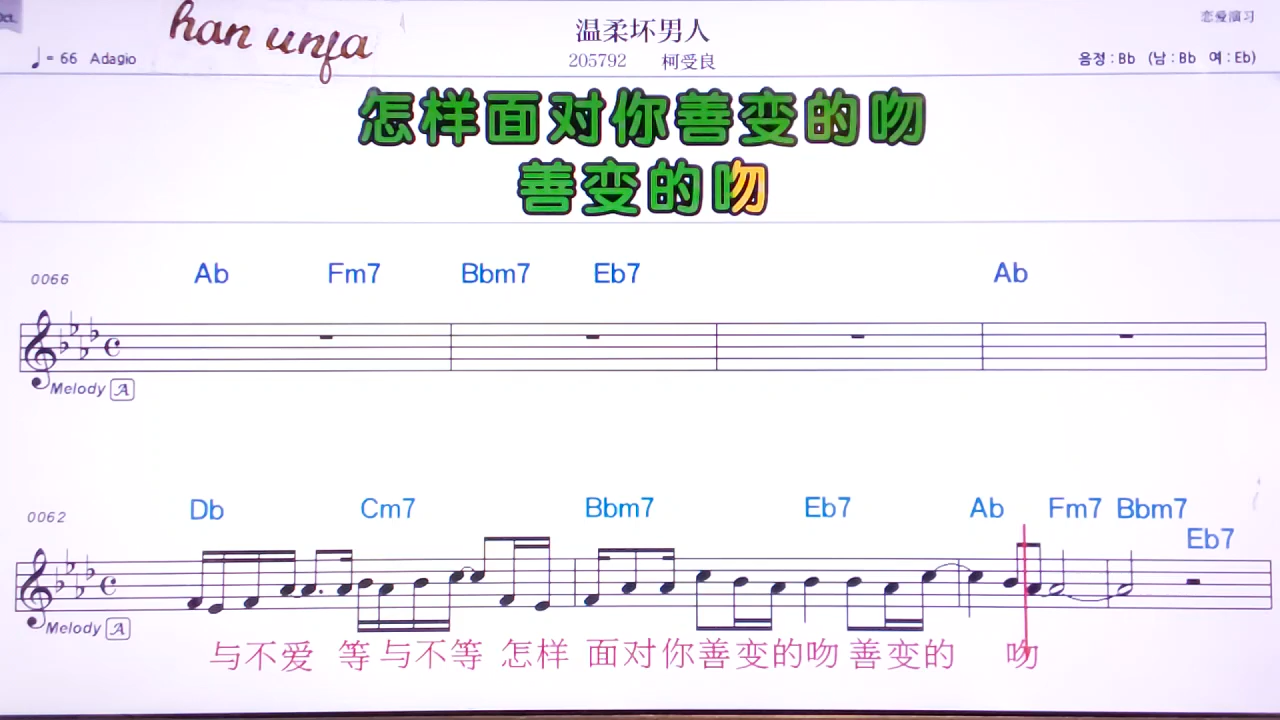 oct.
han unfa
温柔坏男人
恋爱演习
♩= 66 Adagio
205792 柯受良
음정 : Bb (남 : Bb 여 : Eb)
怎样面对你善变的吻
善变的吻
0066
Ab Fm7 Bbm7 Eb7 Ab
Melody A
0062
Db Cm7 Bbm7 Eb7 Ab Fm7 Bbm7
Eb7
Melody A
与不爱 等与不等 怎样 面对你善变的吻 善变的 吻